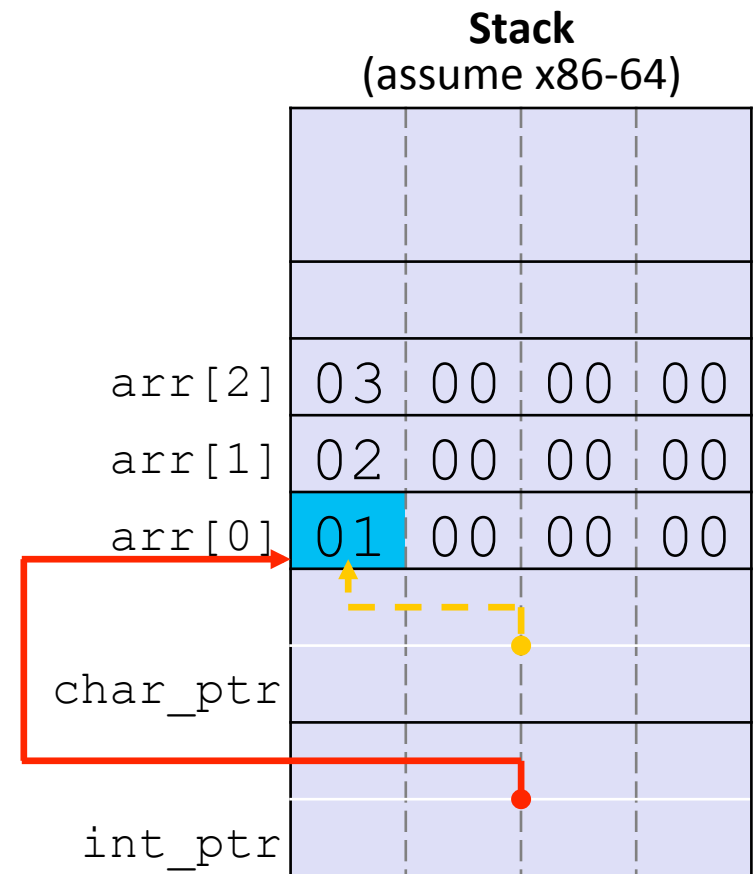 Stack
(assume x86-64)
arr[2] 03 00 00 00
arr[1] 02 00 00 00
arr[0] 01 00 00 00
char_ptr
int_ptr